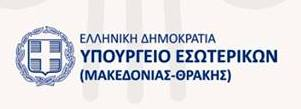 ΕΛΛΗΝΙΚΗ ΔΗΜΟΚΡΑΤΙΑ
ΥΠΟΥΡΓΕΙΟ ΕΣΩΤΕΡΙΚΩΝ
(ΜΑΚΕΔΟΝΙΑΣ-ΘΡΑΚΗΣ)